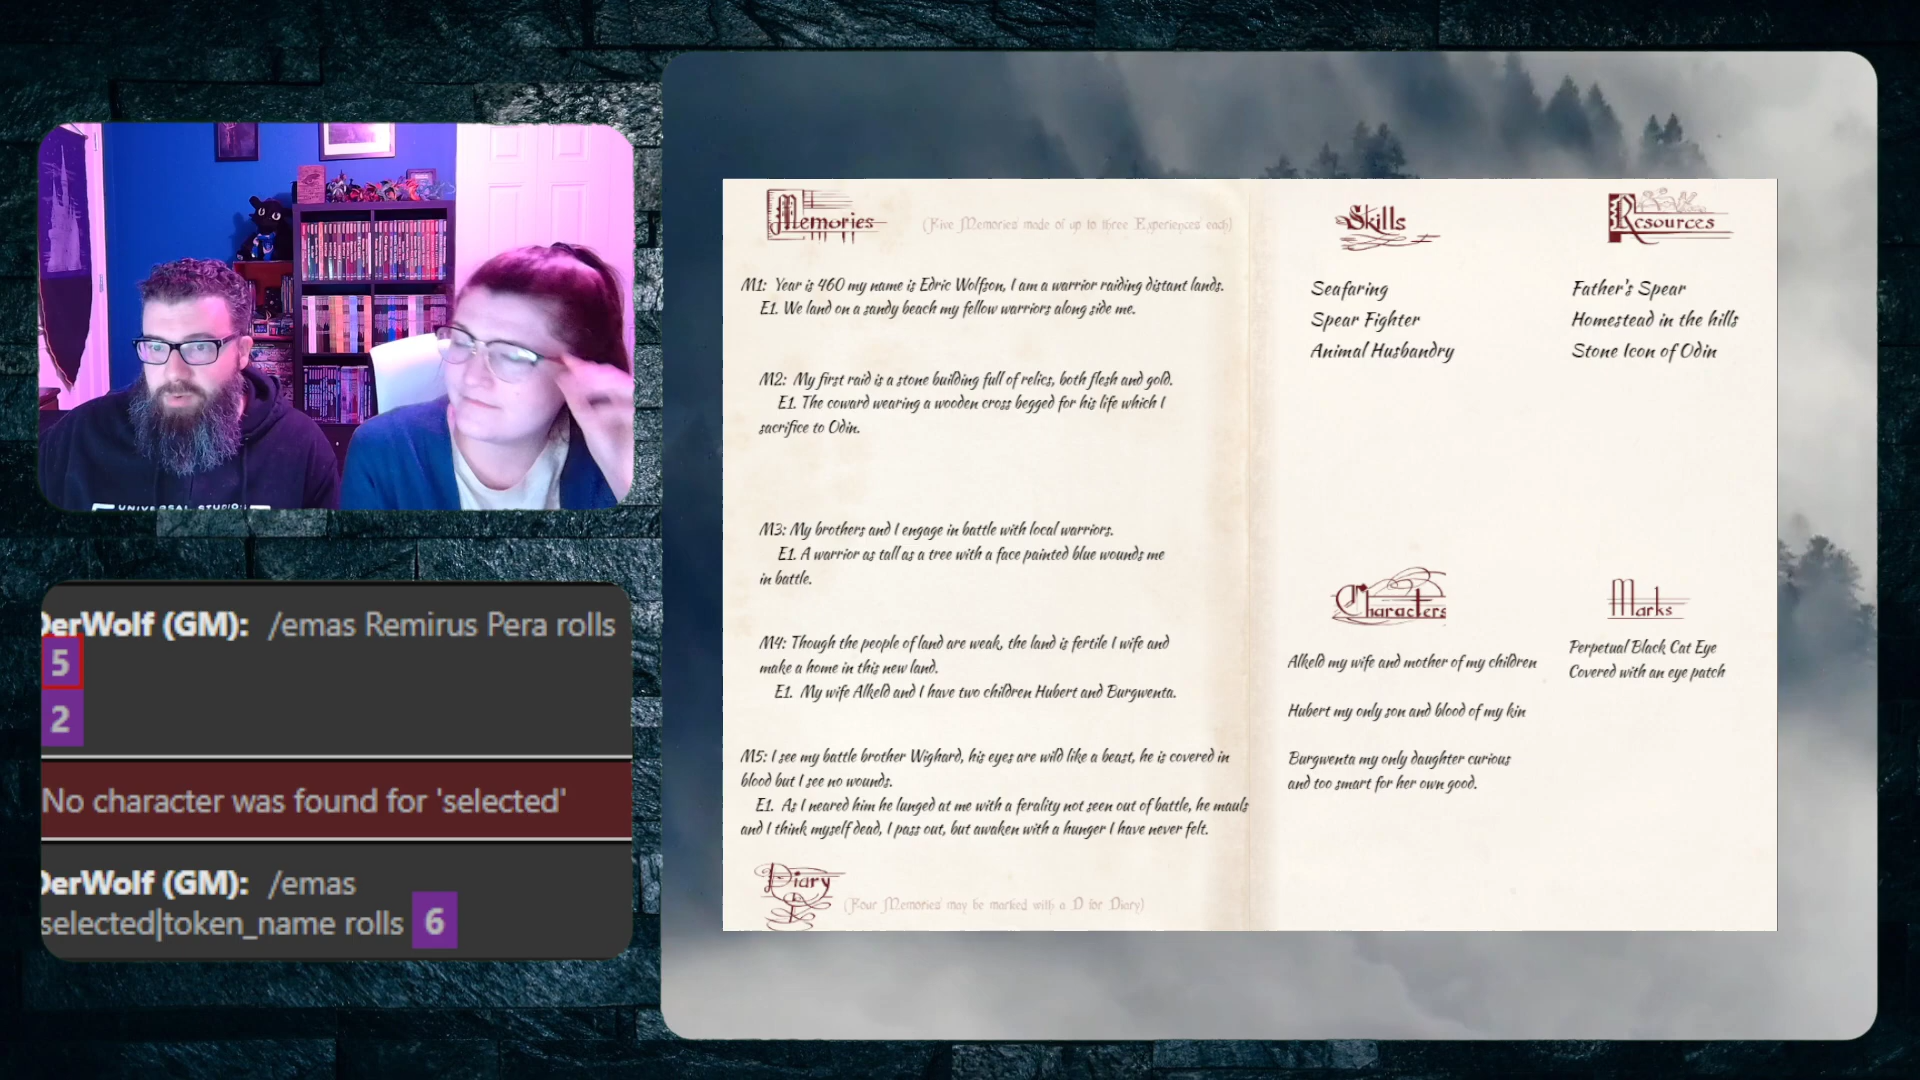 UNIVERSAL STUDIO
DerWolf (GM): /emas Remirus Pera rolls
5
2
No character was found for 'selected'
DerWolf (GM): /emas
selected|token_name rolls 6
Memories
(Five Memories made of up to three Experiences each)
M1: Year is 460 my name is Edric Wolfson, I am a warrior raiding distant lands.
E1. We land on a sandy beach my fellow warriors along side me.
M2: My first raid is a stone building full of relics, both flesh and gold.
E1. The coward wearing a wooden cross begged for his life which I
sacrifice to Odin.
M3: My brothers and I engage in battle with local warriors.
E1. A warrior as tall as a tree with a face painted blue wounds me
in battle.
M4: Though the people of land are weak, the land is fertile I wife and
make a home in this new land.
E1. My wife Alkeld and I have two children Hubert and Burgwenta.
M5: I see my battle brother Wighard, his eyes are wild like a beast, he is covered in
blood but I see no wounds.
E1. As I neared him he lunged at me with a ferality not seen out of battle, he mauls
and I think myself dead, I pass out, but awaken with a hunger I have never felt.
Diary
(Four Memories may be marked with a D for Diary)
Skills
Seafaring
Spear Fighter
Animal Husbandry
Resources
Father's Spear
Homestead in the hills
Stone Icon of Odin
Characters
Alkeld my wife and mother of my children
Hubert my only son and blood of my kin
Burgwenta my only daughter curious
and too smart for her own good.
Marks
Perpetual Black Cat Eye
Covered with an eye patch